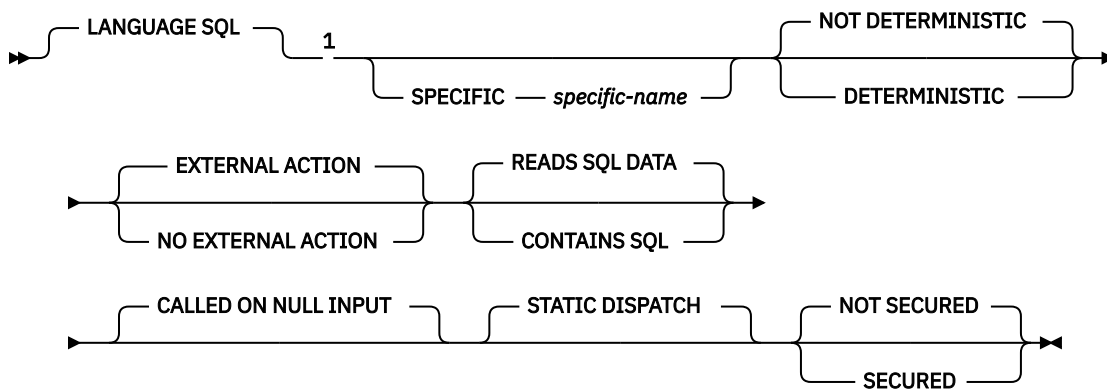 LANGUAGE SQL 1 NOT DETERMINISTIC
SPECIFIC specific-name DETERMINISTIC
EXTERNAL ACTION READS SQL DATA
NO EXTERNAL ACTION CONTAINS SQL
CALLED ON NULL INPUT STATIC DISPATCH NOT SECURED
SECURED